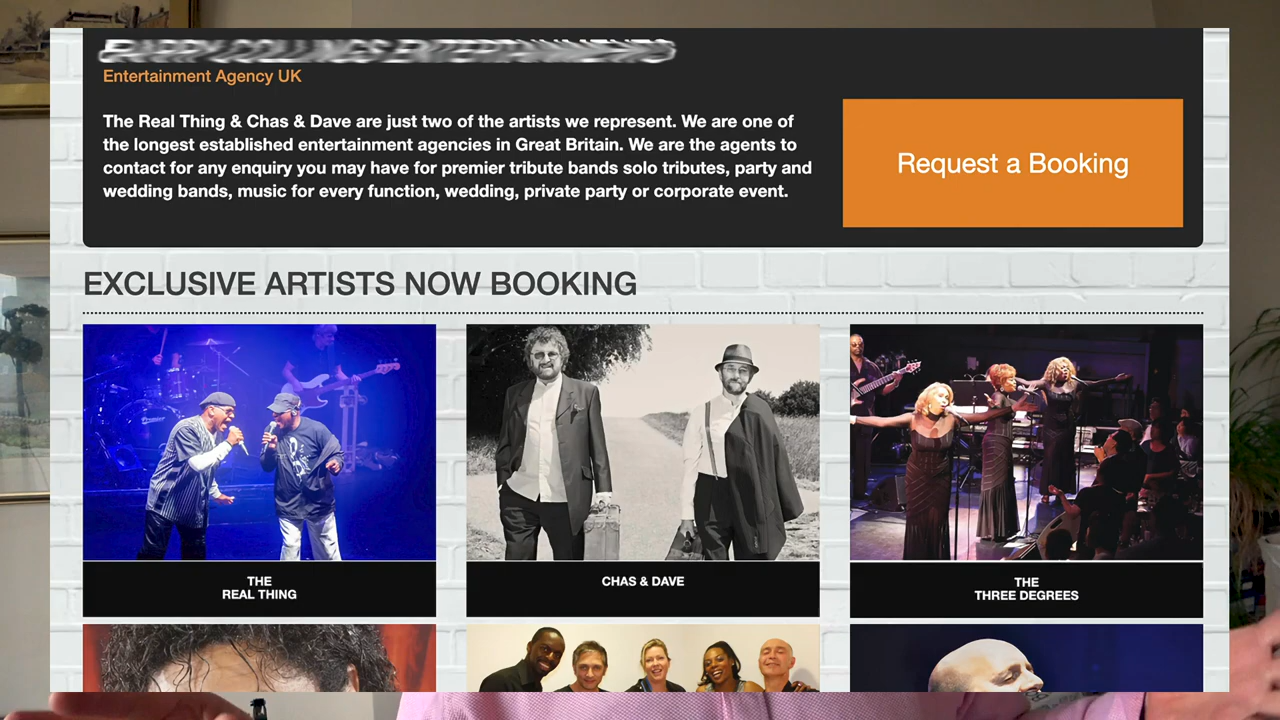 Entertainment Agency UK
The Real Thing & Chas & Dave are just two of the artists we represent. We are one of
the longest established entertainment agencies in Great Britain. We are the agents to
contact for any enquiry you may have for premier tribute bands solo tributes, party and
wedding bands, music for every function, wedding, private party or corporate event.
Request a Booking
EXCLUSIVE ARTISTS NOW BOOKING
THE
REAL THING
CHAS & DAVE
THE
THREE DEGREES